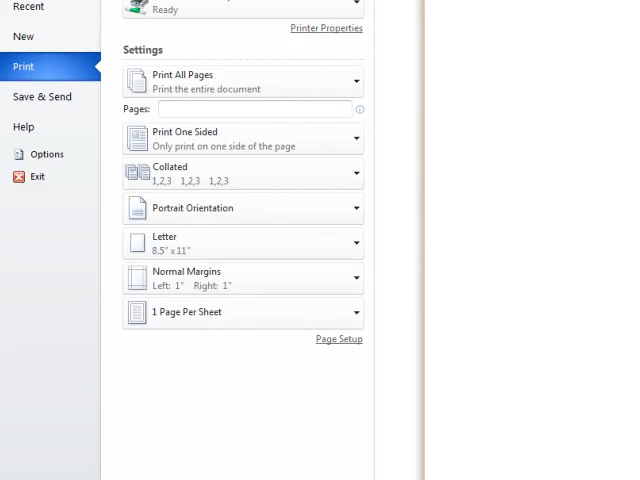 Recent
New
Print
Save & Send
Help
Options
Exit
Ready
Printer Properties
Settings
Print All Pages
Print the entire document
Pages:
Print One Sided
Only print on one side of the page
Collated
1,2,3 1,2,3 1,2,3
Portrait Orientation
Letter
8.5" x 11"
Normal Margins
Left: 1" Right: 1"
1 Page Per Sheet
Page Setup